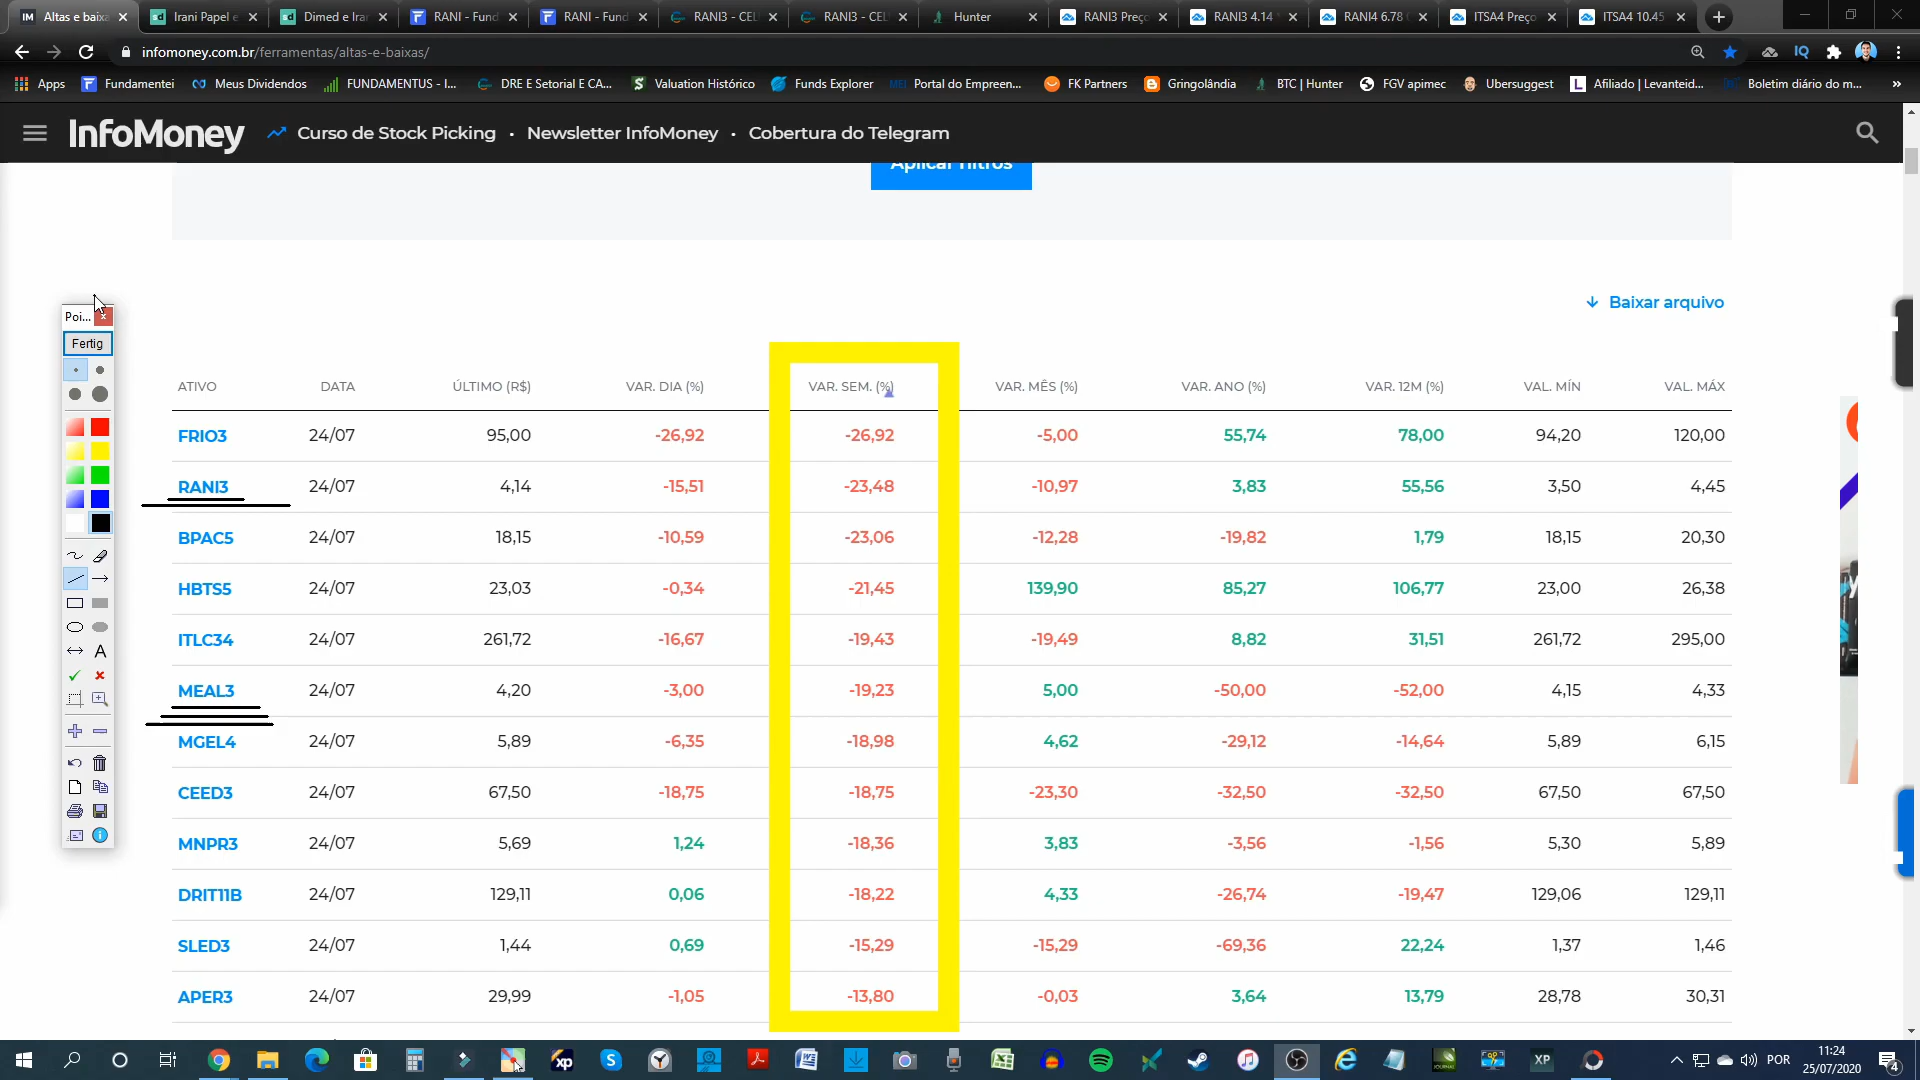 Altas e baixa
Irani Papel e
Dimed e Iran
RANI - Fund
RANI - Fund
RANI3 - CEL
RANI3 - CEL
Hunter
RANI3 Preço
RANI3 4.14
RANI4 6.78
ITSA4 Preço
ITSA4 10.45
infomoney.com.br/ferramentas/altas-e-baixas/
Apps
Fundamentei
Meus Dividendos
FUNDAMENTUS - I...
DRE E Setorial E CA...
Valuation Histórico
Funds Explorer
Portal do Empreen...
FK Partners
Gringolândia
BTC | Hunter
FGV apimec
Ubersuggest
Afiliado | Levanteid...
Boletim diário do m...
InfoMoney
Curso de Stock Picking • Newsletter InfoMoney • Cobertura do Telegram
Aplicar filtros
Baixar arquivo
Poi...
Fertig
ATIVO DATA ÚLTIMO (R$) VAR. DIA (%) VAR. SEM. (%) VAR. MÊS (%) VAR. ANO (%) VAR. 12M (%) VAL. MÍN VAL. MÁX
FRIO3 24/07 95,00 -26,92 -26,92 -5,00 55,74 78,00 94,20 120,00
RANI3 24/07 4,14 -15,51 -23,48 -10,97 3,83 55,56 3,50 4,45
BPAC5 24/07 18,15 -10,59 -23,06 -12,28 -19,82 1,79 18,15 20,30
HBTS5 24/07 23,03 -0,34 -21,45 139,90 85,27 106,77 23,00 26,38
ITLC34 24/07 261,72 -16,67 -19,43 -19,49 8,82 31,51 261,72 295,00
MEAL3 24/07 4,20 -3,00 -19,23 5,00 -50,00 -52,00 4,15 4,33
MGEL4 24/07 5,89 -6,35 -18,98 4,62 -29,12 -14,64 5,89 6,15
CEED3 24/07 67,50 -18,75 -18,75 -23,30 -32,50 -32,50 67,50 67,50
MNPR3 24/07 5,69 1,24 -18,36 3,83 -3,56 -1,56 5,30 5,89
DRIT11B 24/07 129,11 0,06 -18,22 4,33 -26,74 -19,47 129,06 129,11
SLED3 24/07 1,44 0,69 -15,29 -15,29 -69,36 22,24 1,37 1,46
APER3 24/07 29,99 -1,05 -13,80 -0,03 3,64 13,79 28,78 30,31
POR
11:24
25/07/2020